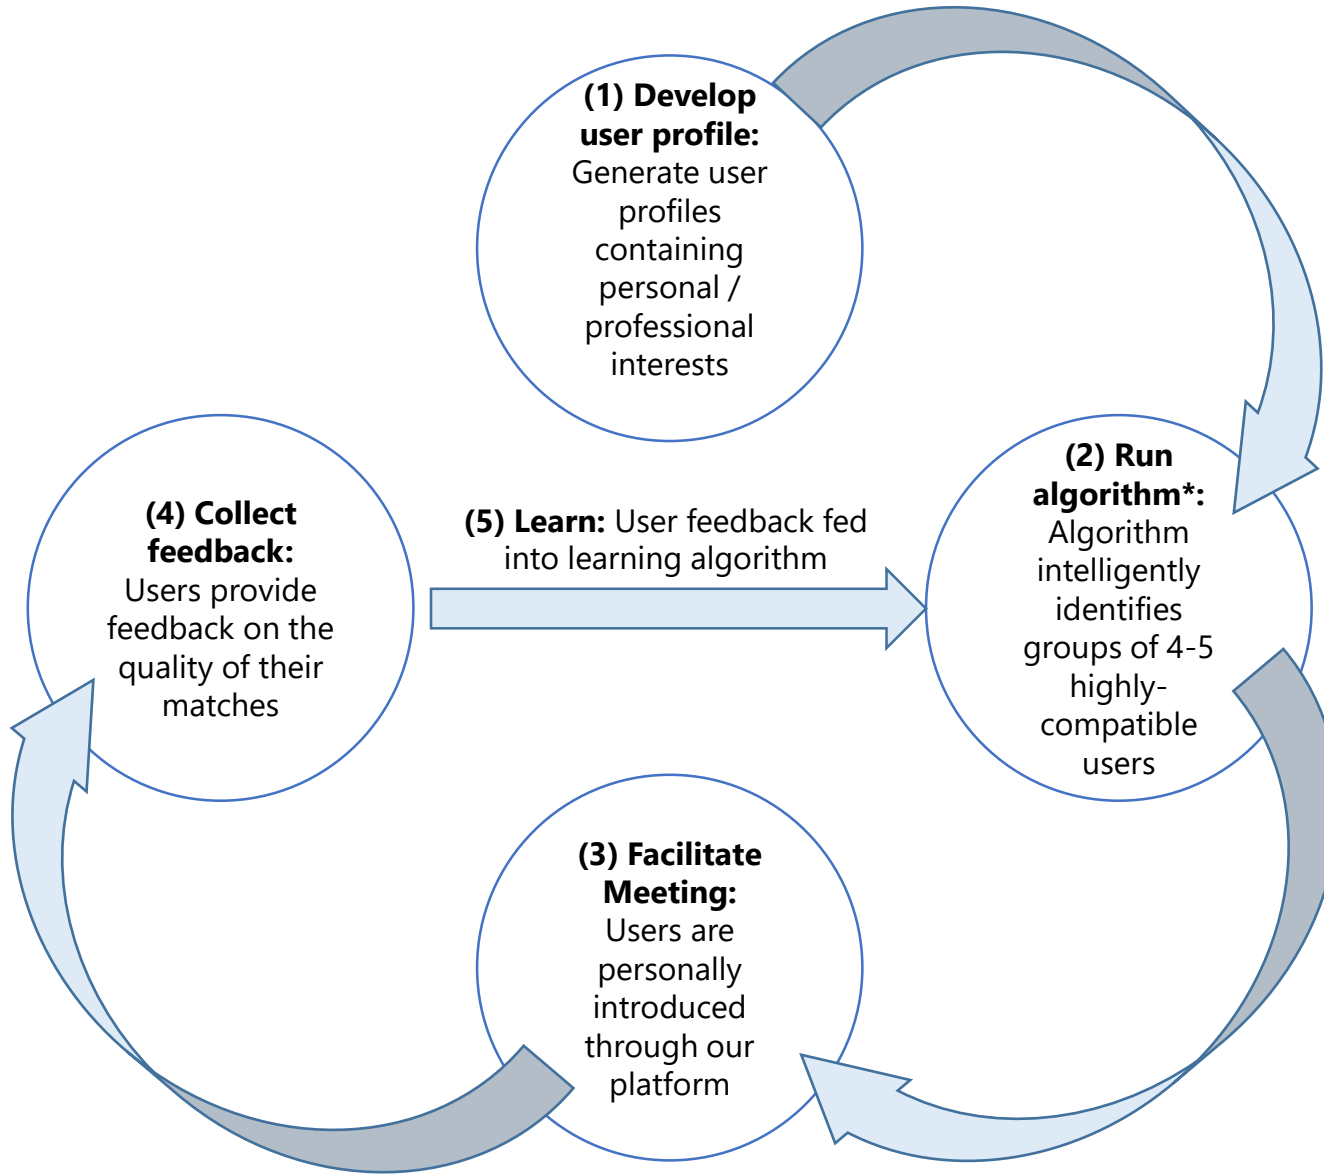 (1) Develop
user profile:
Generate user
profiles
containing
personal /
professional
interests
(2) Run
algorithm*:
Algorithm
intelligently
identifies
groups of 4-5
highly-
compatible
users
(3) Facilitate
Meeting:
Users are
personally
introduced
through our
platform
(4) Collect
feedback:
Users provide
feedback on the
quality of their
matches
(5) Learn: User feedback fed
into learning algorithm